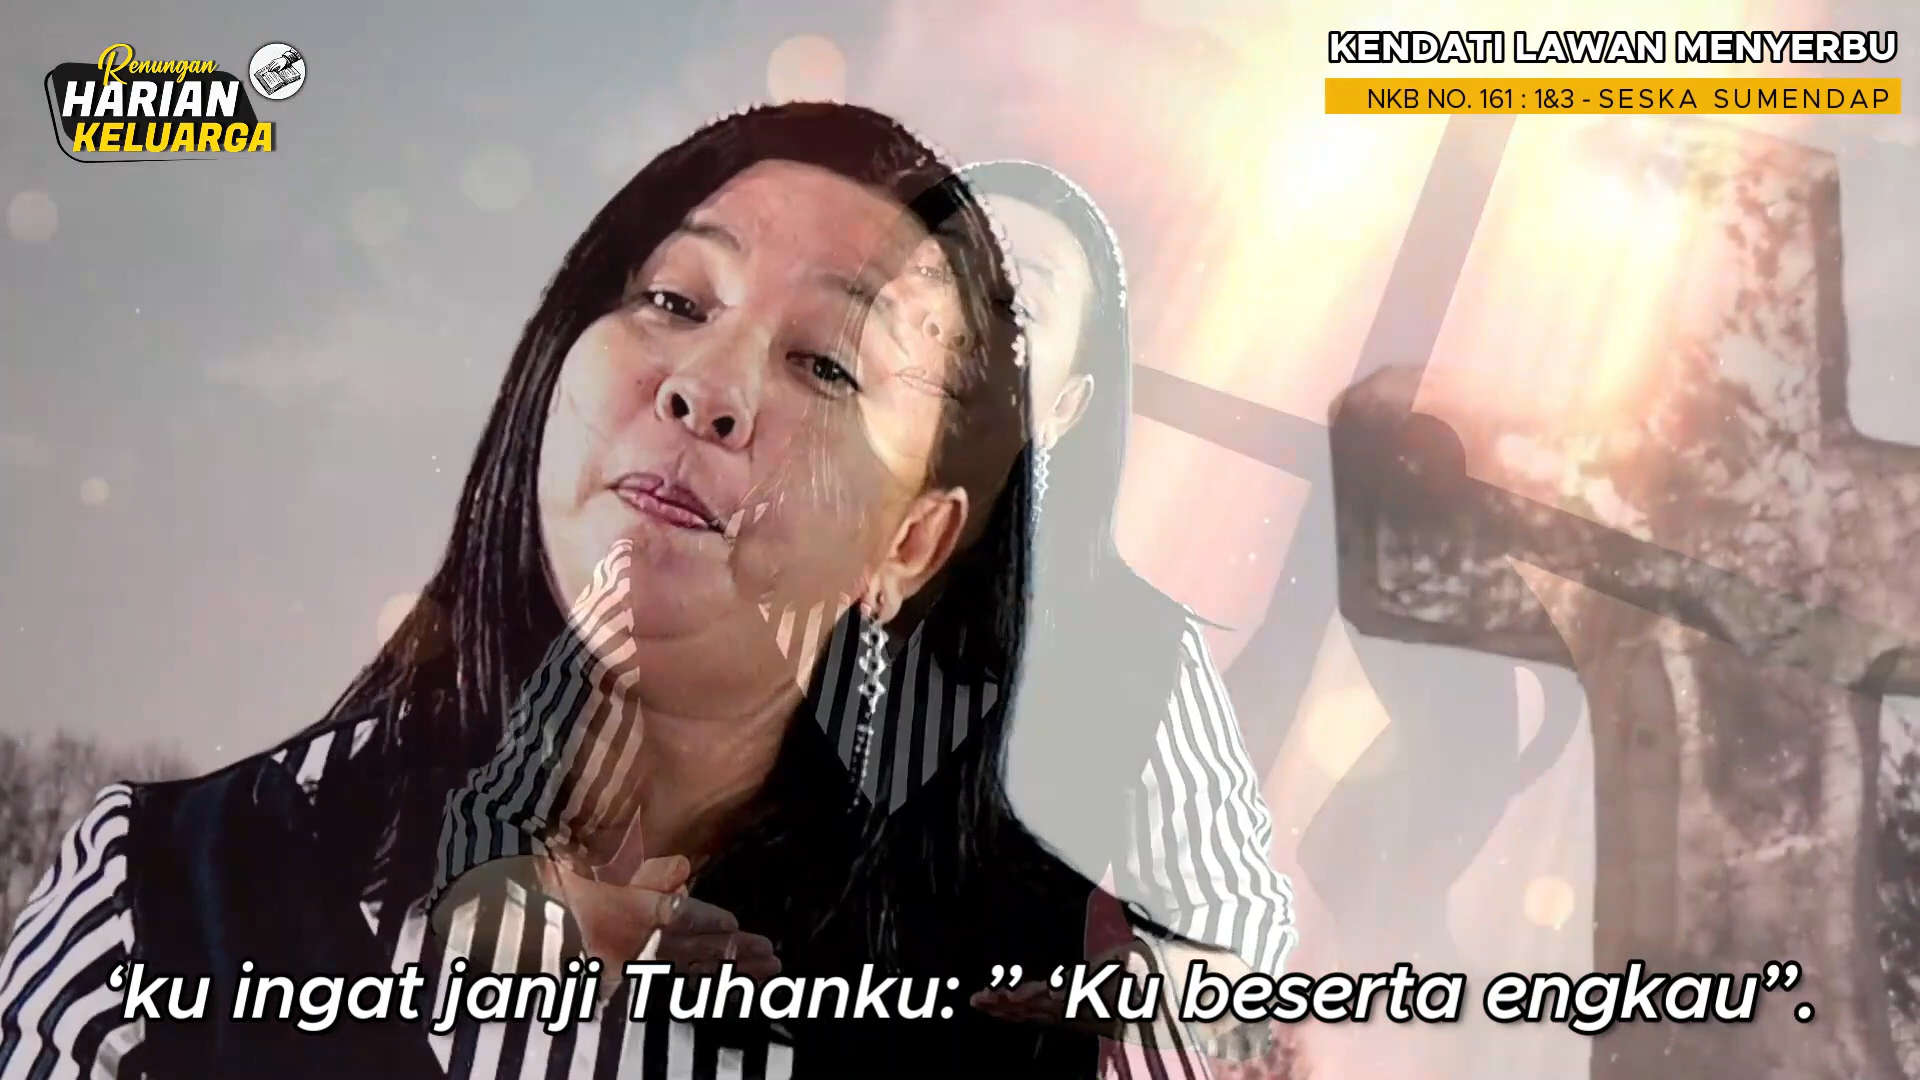 Renungan
HARIAN
KELUARGA
KENDATI LAWAN MENYERBU
NKB NO. 161 : 1&3 - SESKA SUMENDAP
‘ku ingat janji Tuhanku: ” ‘Ku beserta engkau”.